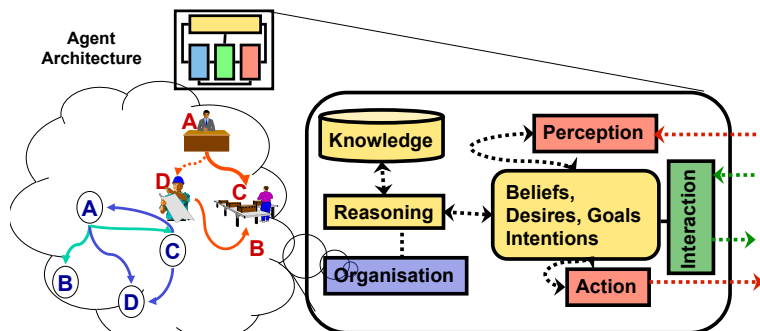 Agent
Architecture
A
D
C
B
A
C
B
D
Knowledge
Reasoning
Organisation
Perception
Beliefs,
Desires, Goals
Intentions
Interaction
Action